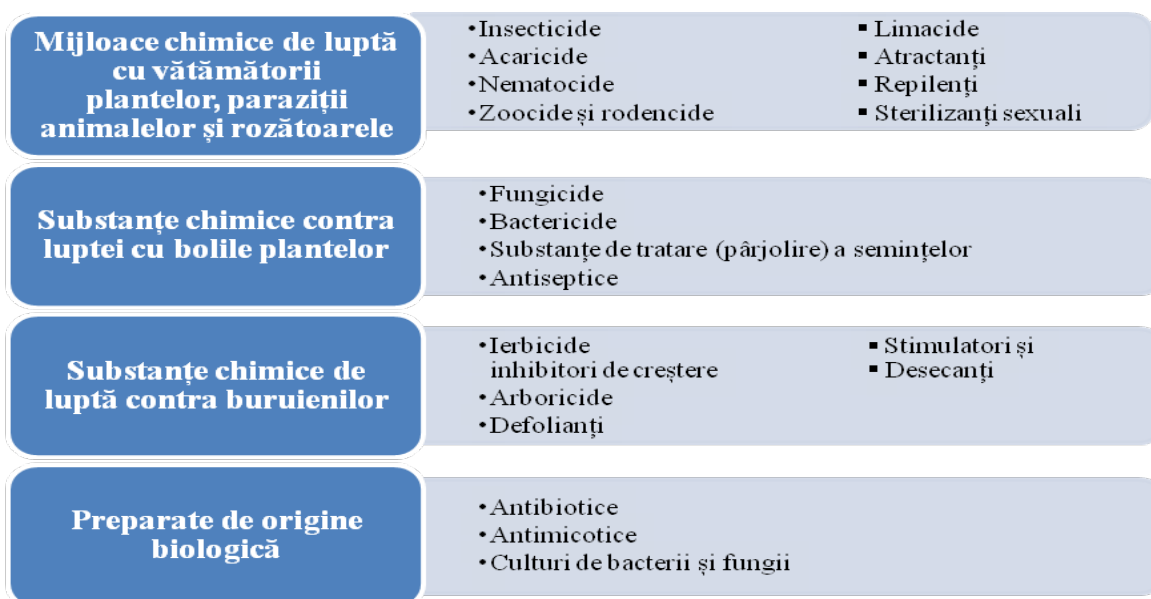 Mijloace chimice de luptă
cu vătămătorii
plantelor, paraziții
animalelor și rozătoarele
•Insecticide
•Acaricide
•Nematocide
•Zoocide și rodencide
▪ Limacide
▪ Atractanți
▪ Repilenți
▪ Sterilizanți sexuali
Substanțe chimice contra
luptei cu bolile plantelor
•Fungicide
•Bactericide
•Substanțe de tratare (pârjolire) a semințelor
•Antiseptice
Substanțe chimice de
luptă contra buruienilor
•Ierbicide
inhibitori de creștere
•Arboricide
•Defolianți
▪ Stimulatori și
▪ Desecanți
Preparate de origine
biologică
•Antibiotice
•Antimicotice
•Culturi de bacterii și fungii